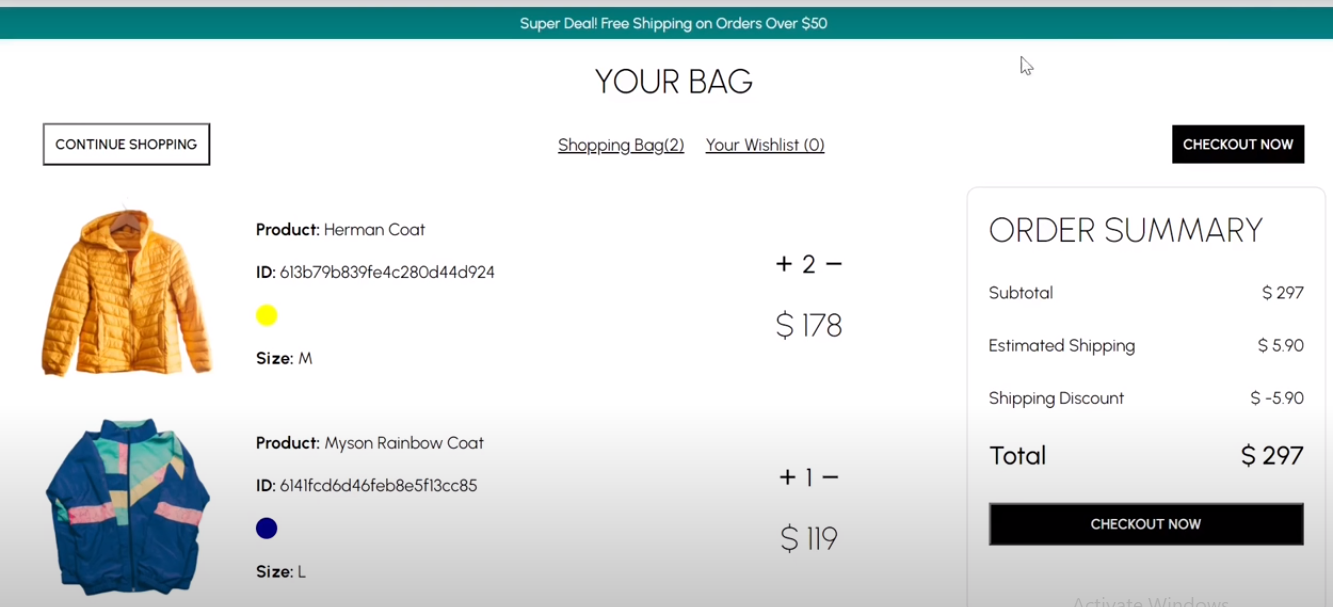 Super Deal! Free Shipping on Orders Over $50
YOUR BAG
CONTINUE SHOPPING
Shopping Bag(2)
Your Wishlist (0)
CHECKOUT NOW
Product: Herman Coat
ID: 613b79b839fe4c280d44d924
Size: M
+ 2 −
$ 178
Product: Myson Rainbow Coat
ID: 6141fcd6d46feb8e5f13cc85
Size: L
+ 1 −
$ 119
ORDER SUMMARY
Subtotal $ 297
Estimated Shipping $ 5.90
Shipping Discount $ -5.90
Total $ 297
CHECKOUT NOW
Activate Windows